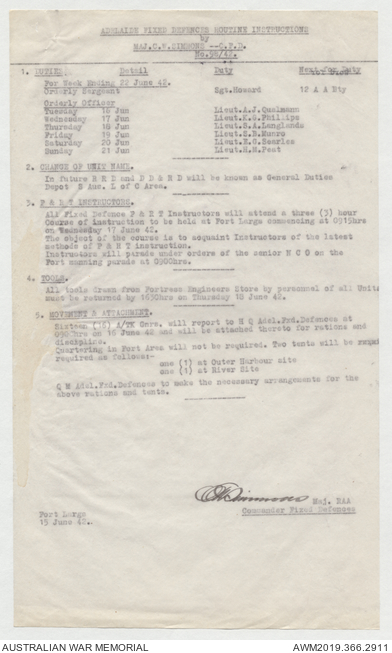 ADELAIDE FIXED DEFENCES ROUTINE INSTRUCTIONS
by
MAJ.C.W.SIMMONS --C.F.D.
No.50/42.
1. DUTIES: Detail Duty Next for Duty
For Week Ending 22 June 42.
Orderly Sergeant Sgt.Howard 12 A A Bty
Orderly Officer
Tuesday 16 Jun Lieut.A.J.Qualmann
Wednesday 17 Jun Lieut.K.G.Phillips
Thursday 18 Jun Lieut.S.A.Langlands
Friday 19 Jun Lieut.S.B.Munro
Saturday 20 Jun Lieut.N.G.Searles
Sunday 21 Jun Lieut.H.H.Peat
2. CHANGE OF UNIT NAME.
In future R R D and D D & R D will be known as General Duties
Depot S Aus. L of C Area.
3. P & R T INSTRUCTORS.
All Fixed Defence P & R T Instructors will attend a three (3) hour
Course of instruction to be held at Fort Largs commencing at 0915hrs
on Wednesday 17 June 42.
The object of the course is to acquaint Instructors of the latest
methods of P & R T instruction.
Instructors will parade under orders of the senior N C O on the
Fort manning parade at 0900hrs.
4. TOOLS.
All tools drawn from Fortress Engineers Store by personnel of all Units
must be returned by 1630hrs on Thursday 18 June 42.
5. MOVEMENT & ATTACHMENT.
Sixteen (16) A/TK Gnrs. will report to H Q Adel.Fxd.Defences at
0900hrs on 16 June 42 and will be attached thereto for rations and
discipline.
Quartering in Fort Area will not be required. Two tents will be required
required as follows:-
one (1) at Outer Harbour site
one (1) at River Site
Q M Adel.Fxd.Defences to make the necessary arrangements for the
above rations and tents.
CWSimmons Maj. RAA
Commander Fixed Defences
Fort Largs
15 June 42.
AUSTRALIAN WAR MEMORIAL AWM2019.366.2911